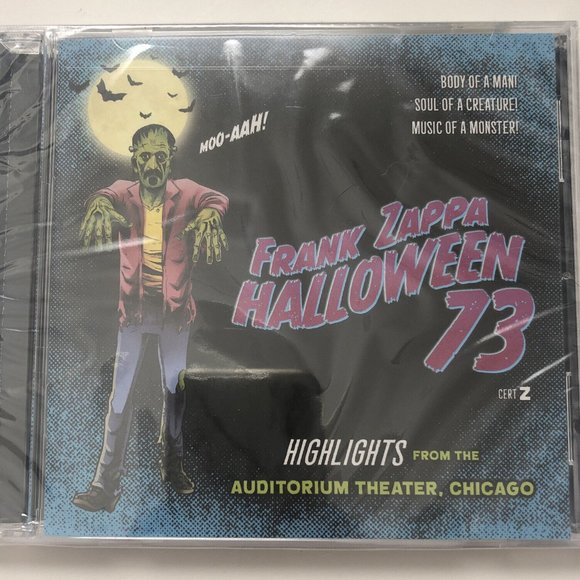 BODY OF A MAN!
SOUL OF A CREATURE!
MUSIC OF A MONSTER!
MOO-AAH!
FRANK ZAPPA
HALLOWEEN
73
CERT Z
HIGHLIGHTS FROM THE
AUDITORIUM THEATER, CHICAGO